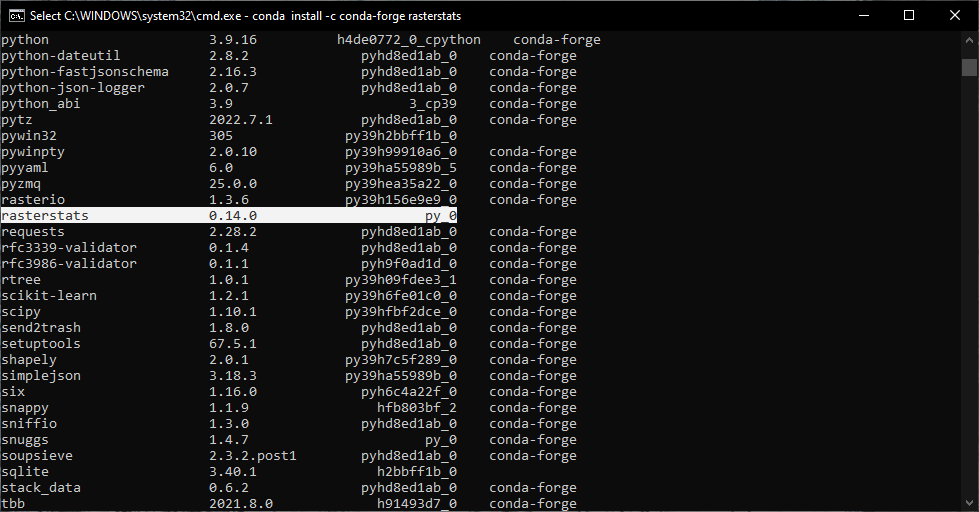 Select C:\WINDOWS\system32\cmd.exe - conda  install -c conda-forge rasterstats
python 3.9.16 h4de0772_0_cpython conda-forge
python-dateutil 2.8.2 pyhd8ed1ab_0 conda-forge
python-fastjsonschema 2.16.3 pyhd8ed1ab_0 conda-forge
python-json-logger 2.0.7 pyhd8ed1ab_0 conda-forge
python_abi 3.9 3_cp39 conda-forge
pytz 2022.7.1 pyhd8ed1ab_0 conda-forge
pywin32 305 py39h2bbff1b_0
pywinpty 2.0.10 py39h99910a6_0 conda-forge
pyyaml 6.0 py39ha55989b_5 conda-forge
pyzmq 25.0.0 py39hea35a22_0 conda-forge
rasterio 1.3.6 py39h156e9e9_0 conda-forge
rasterstats 0.14.0 py_0
requests 2.28.2 pyhd8ed1ab_0 conda-forge
rfc3339-validator 0.1.4 pyhd8ed1ab_0 conda-forge
rfc3986-validator 0.1.1 pyh9f0ad1d_0 conda-forge
rtree 1.0.1 py39h09fdee3_1 conda-forge
scikit-learn 1.2.1 py39h6fe01c0_0 conda-forge
scipy 1.10.1 py39hfbf2dce_0 conda-forge
send2trash 1.8.0 pyhd8ed1ab_0 conda-forge
setuptools 67.5.1 pyhd8ed1ab_0 conda-forge
shapely 2.0.1 py39h7c5f289_0 conda-forge
simplejson 3.18.3 py39ha55989b_0 conda-forge
six 1.16.0 pyh6c4a22f_0 conda-forge
snappy 1.1.9 hfb803bf_2 conda-forge
sniffio 1.3.0 pyhd8ed1ab_0 conda-forge
snuggs 1.4.7 py_0 conda-forge
soupsieve 2.3.2.post1 pyhd8ed1ab_0 conda-forge
sqlite 3.40.1 h2bbff1b_0
stack_data 0.6.2 pyhd8ed1ab_0 conda-forge
tbb 2021.8.0 h91493d7_0 conda-forge